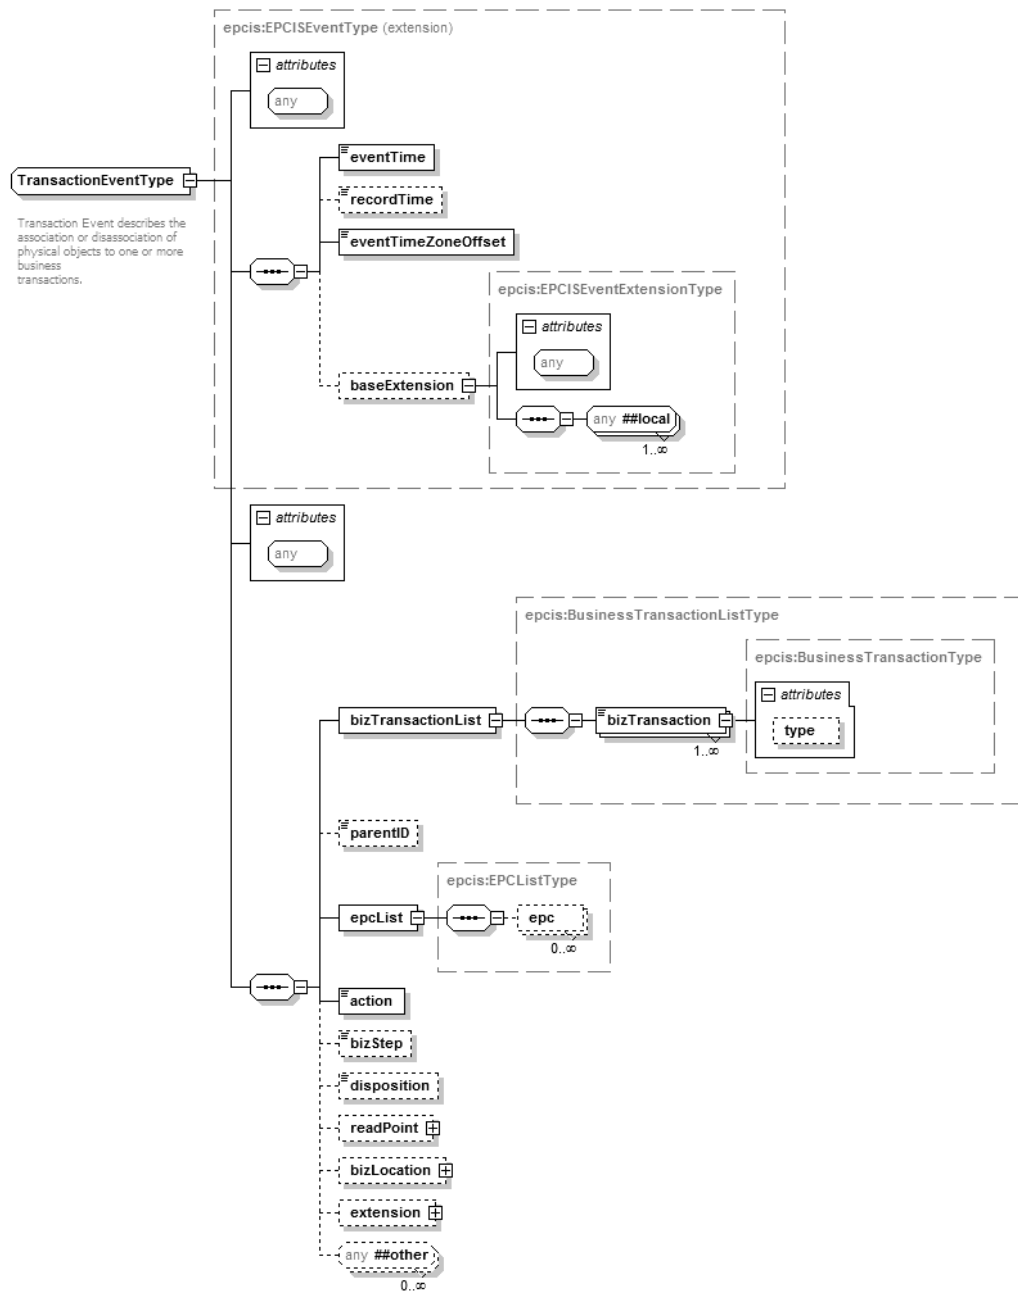 epcis:EPCISEventType (extension)
attributes
any
TransactionEventType
Transaction Event describes the
association or disassociation of
physical objects to one or more
business
transactions.
eventTime
recordTime
eventTimeZoneOffset
epcis:EPCISEventExtensionType
attributes
any
baseExtension
any ##local
1..∞
attributes
any
epcis:BusinessTransactionListType
epcis:BusinessTransactionType
attributes
type
bizTransactionList
bizTransaction
1..∞
parentID
epcis:EPCListType
epcList
epc
0..∞
action
bizStep
disposition
readPoint
bizLocation
extension
any ##other
0..∞